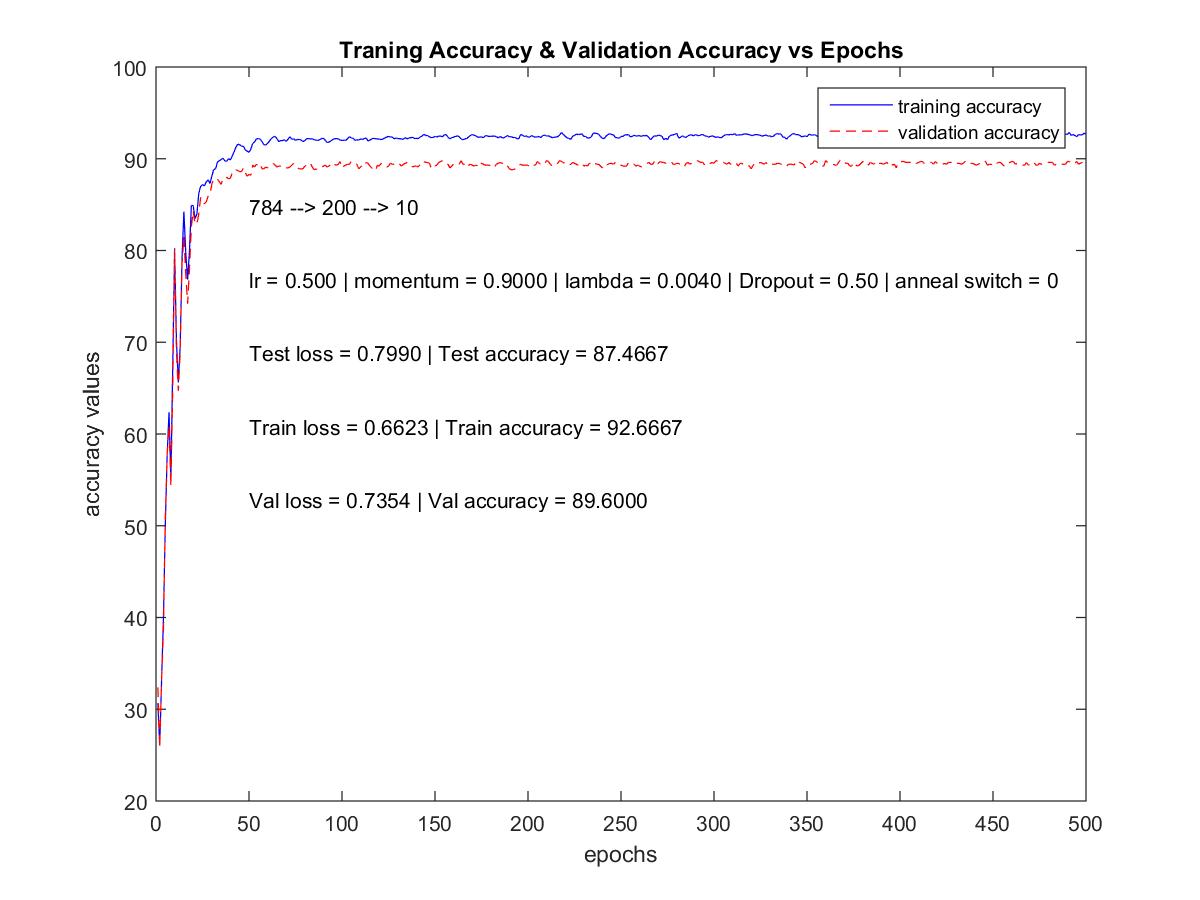 Traning Accuracy & Validation Accuracy vs Epochs
100
90
80
70
60
50
40
30
20
accuracy values
training accuracy
validation accuracy
784 --> 200 --> 10
lr = 0.500 | momentum = 0.9000 | lambda = 0.0040 | Dropout = 0.50 | anneal switch = 0
Test loss = 0.7990 | Test accuracy = 87.4667
Train loss = 0.6623 | Train accuracy = 92.6667
Val loss = 0.7354 | Val accuracy = 89.6000
0 50 100 150 200 250 300 350 400 450 500
epochs